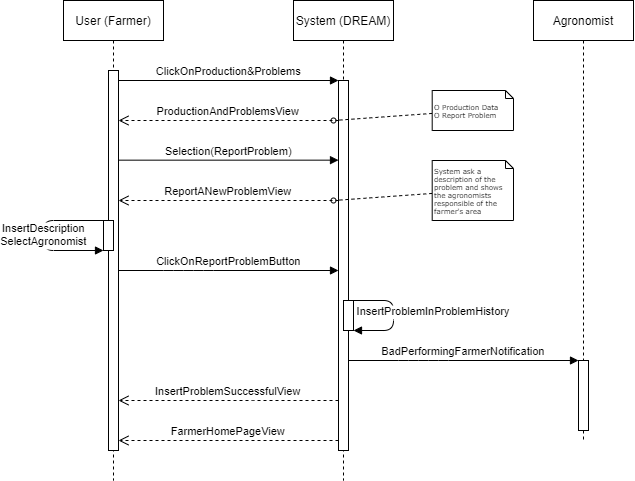 User (Farmer)
System (DREAM)
Agronomist
ClickOnProduction&Problems
ProductionAndProblemsView
O Production Data
O Report Problem
Selection(ReportProblem)
System ask a
description of the
problem and shows
the agronomists
responsible of the
farmer's area
ReportANewProblemView
InsertDescription
SelectAgronomist
ClickOnReportProblemButton
InsertProblemInProblemHistory
BadPerformingFarmerNotification
InsertProblemSuccessfulView
FarmerHomePageView